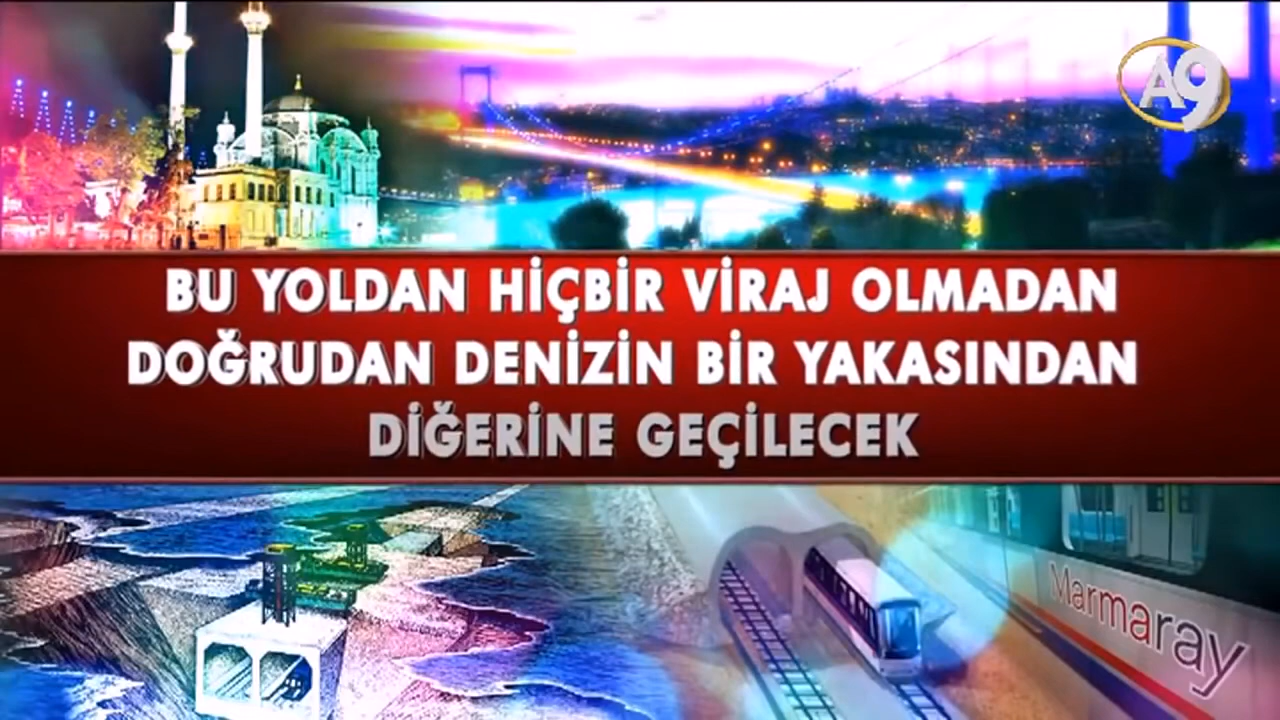 A9
BU YOLDAN HİÇBİR VİRAJ OLMADAN
DOĞRUDAN DENİZİN BİR YAKASINDAN
DİĞERİNE GEÇİLECEK
Marmaray